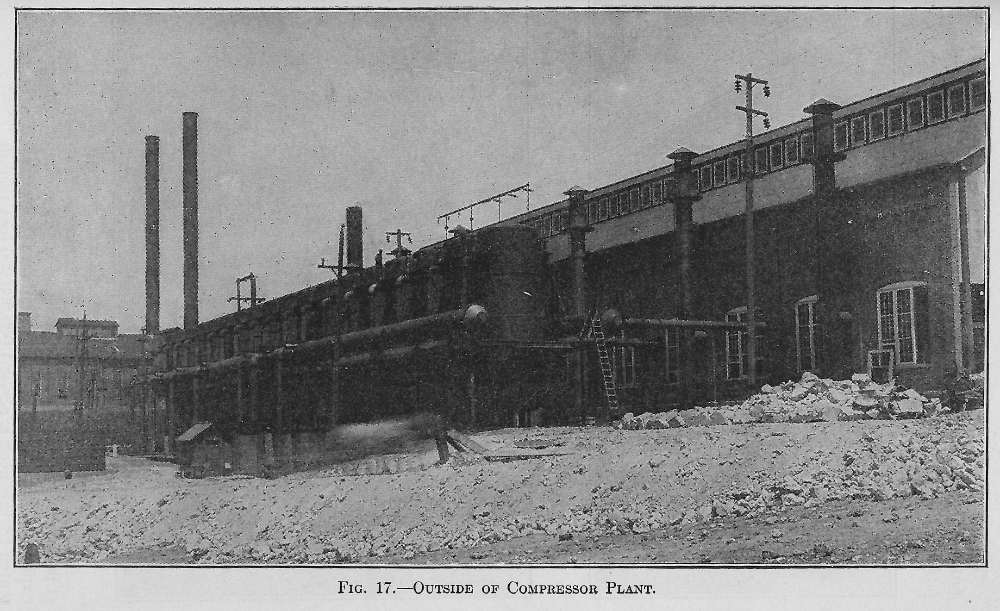 FIG. 17.—OUTSIDE OF COMPRESSOR PLANT.